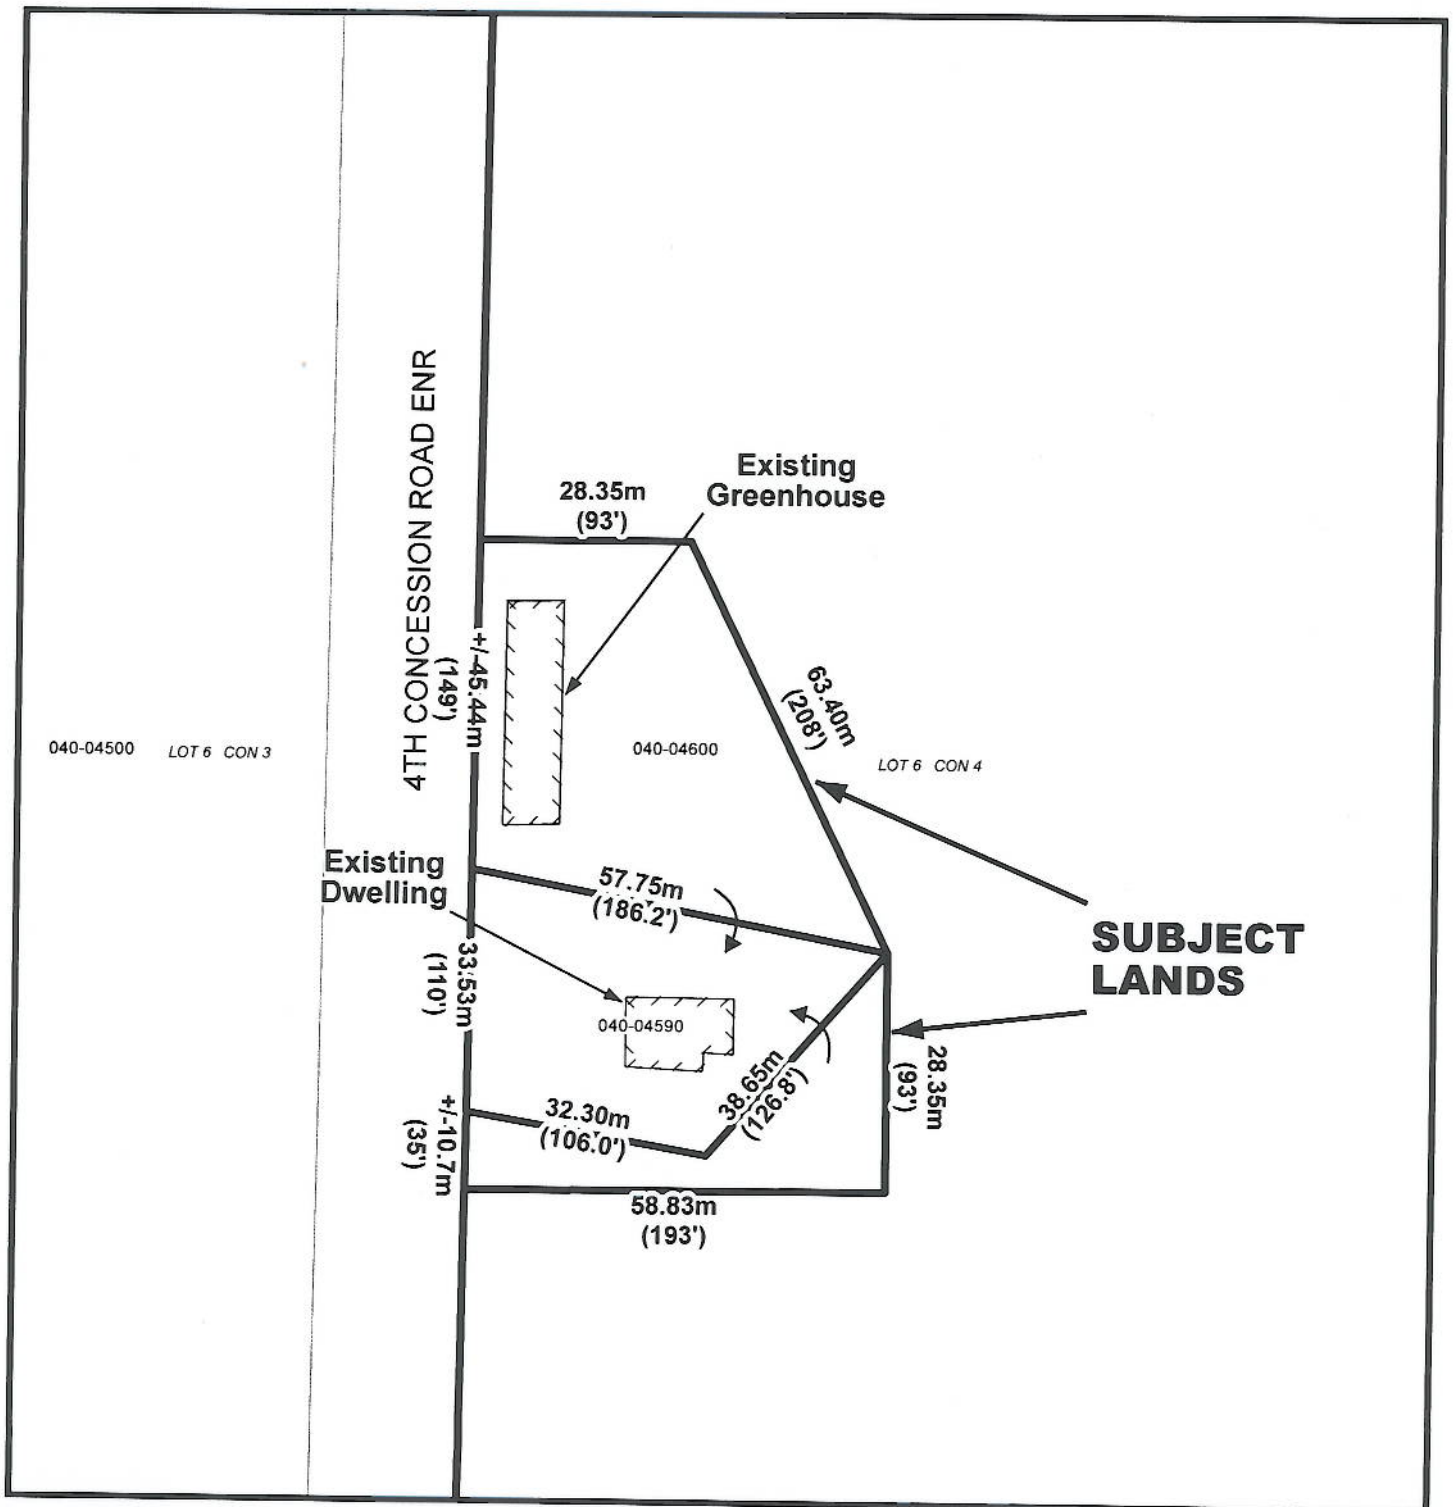 4TH CONCESSION ROAD ENR
28.35m
(93')
Existing
Greenhouse
+/-45.44m
(149')
63.40m
(208')
040-04500
LOT 6 CON 3
040-04600
LOT 6 CON 4
Existing
Dwelling
57.75m
(186.2')
SUBJECT
LANDS
33.53m
(110')
040-04590
28.35m
(93')
38.65m
(126.8')
32.30m
(106.0')
+/-10.7m
(35')
58.83m
(193')